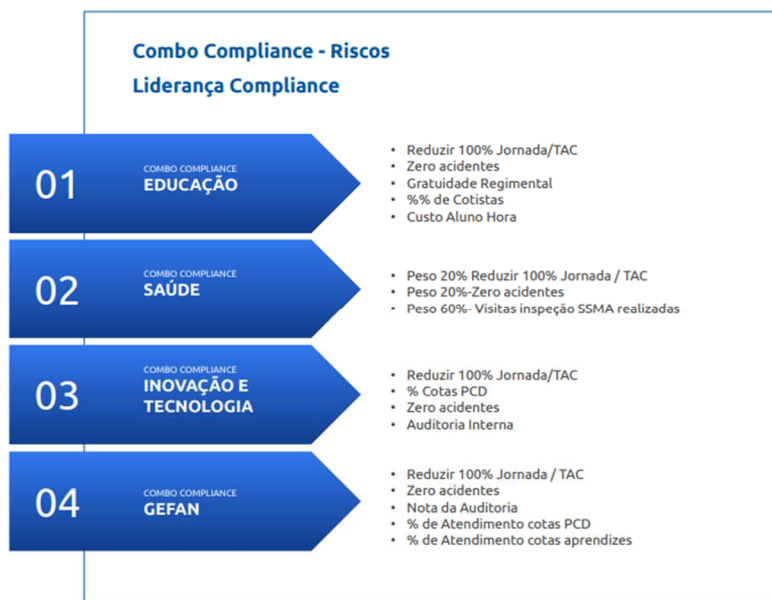 Combo Compliance - Riscos
Liderança Compliance
01
COMBO COMPLIANCE
EDUCAÇÃO
• Reduzir 100% Jornada/TAC
• Zero acidentes
• Gratuidade Regimental
• %% de Cotistas
• Custo Aluno Hora
02
COMBO COMPLIANCE
SAÚDE
• Peso 20% Reduzir 100% Jornada / TAC
• Peso 20%-Zero acidentes
• Peso 60%- Visitas inspeção SSMA realizadas
03
COMBO COMPLIANCE
INOVAÇÃO E
TECNOLOGIA
• Reduzir 100% Jornada/TAC
• % Cotas PCD
• Zero acidentes
• Auditoria Interna
04
COMBO COMPLIANCE
GEFAN
• Reduzir 100% Jornada / TAC
• Zero acidentes
• Nota da Auditoria
• % de Atendimento cotas PCD
• % de Atendimento cotas aprendizes